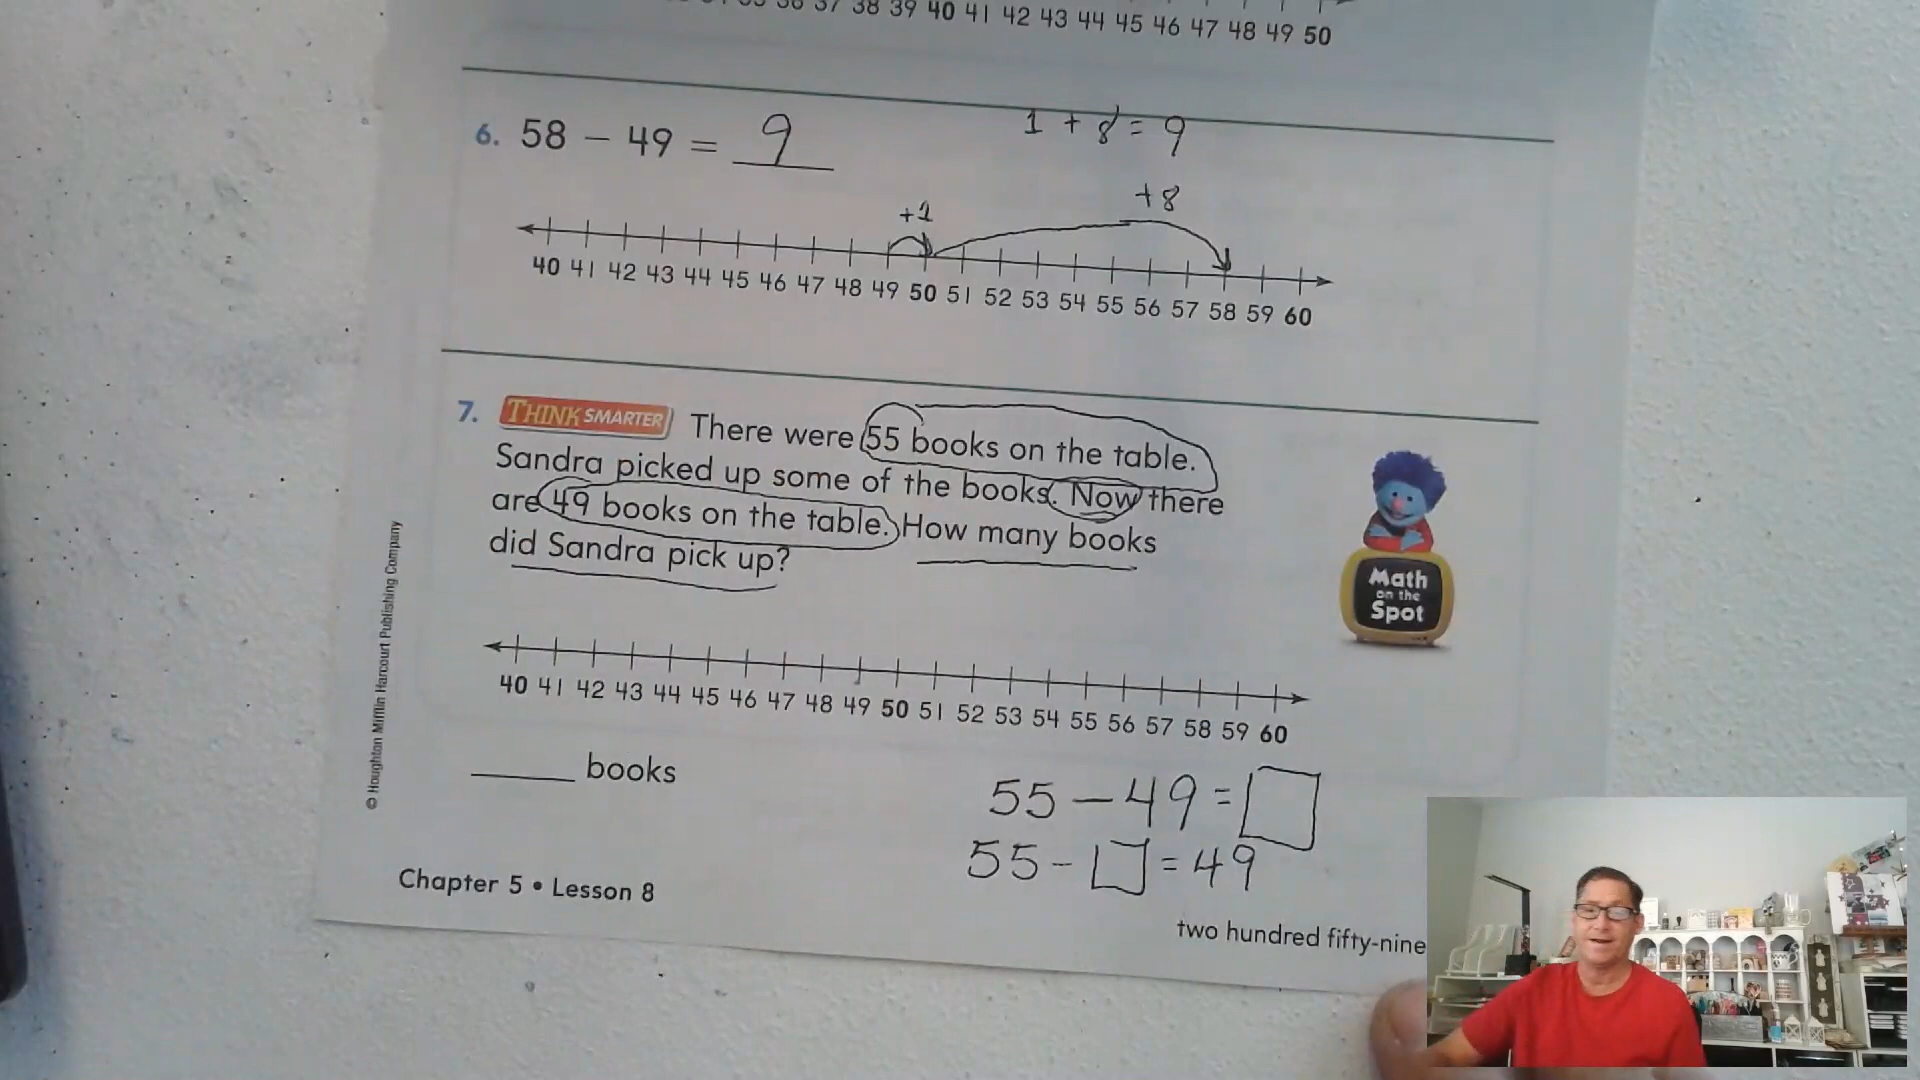 37 38 39 40 41 42 43 44 45 46 47 48 49 50
6. 58 − 49 = 9
1 + 8 = 9
+1
+8
40 41 42 43 44 45 46 47 48 49 50 51 52 53 54 55 56 57 58 59 60
7. THINK SMARTER There were 55 books on the table.
Sandra picked up some of the books. Now there
are 49 books on the table. How many books
did Sandra pick up?
Math
on the
Spot
40 41 42 43 44 45 46 47 48 49 50 51 52 53 54 55 56 57 58 59 60
_____ books
55 − 49 = □
55 - □ = 49
© Houghton Mifflin Harcourt Publishing Company
Chapter 5 • Lesson 8
two hundred fifty-nine